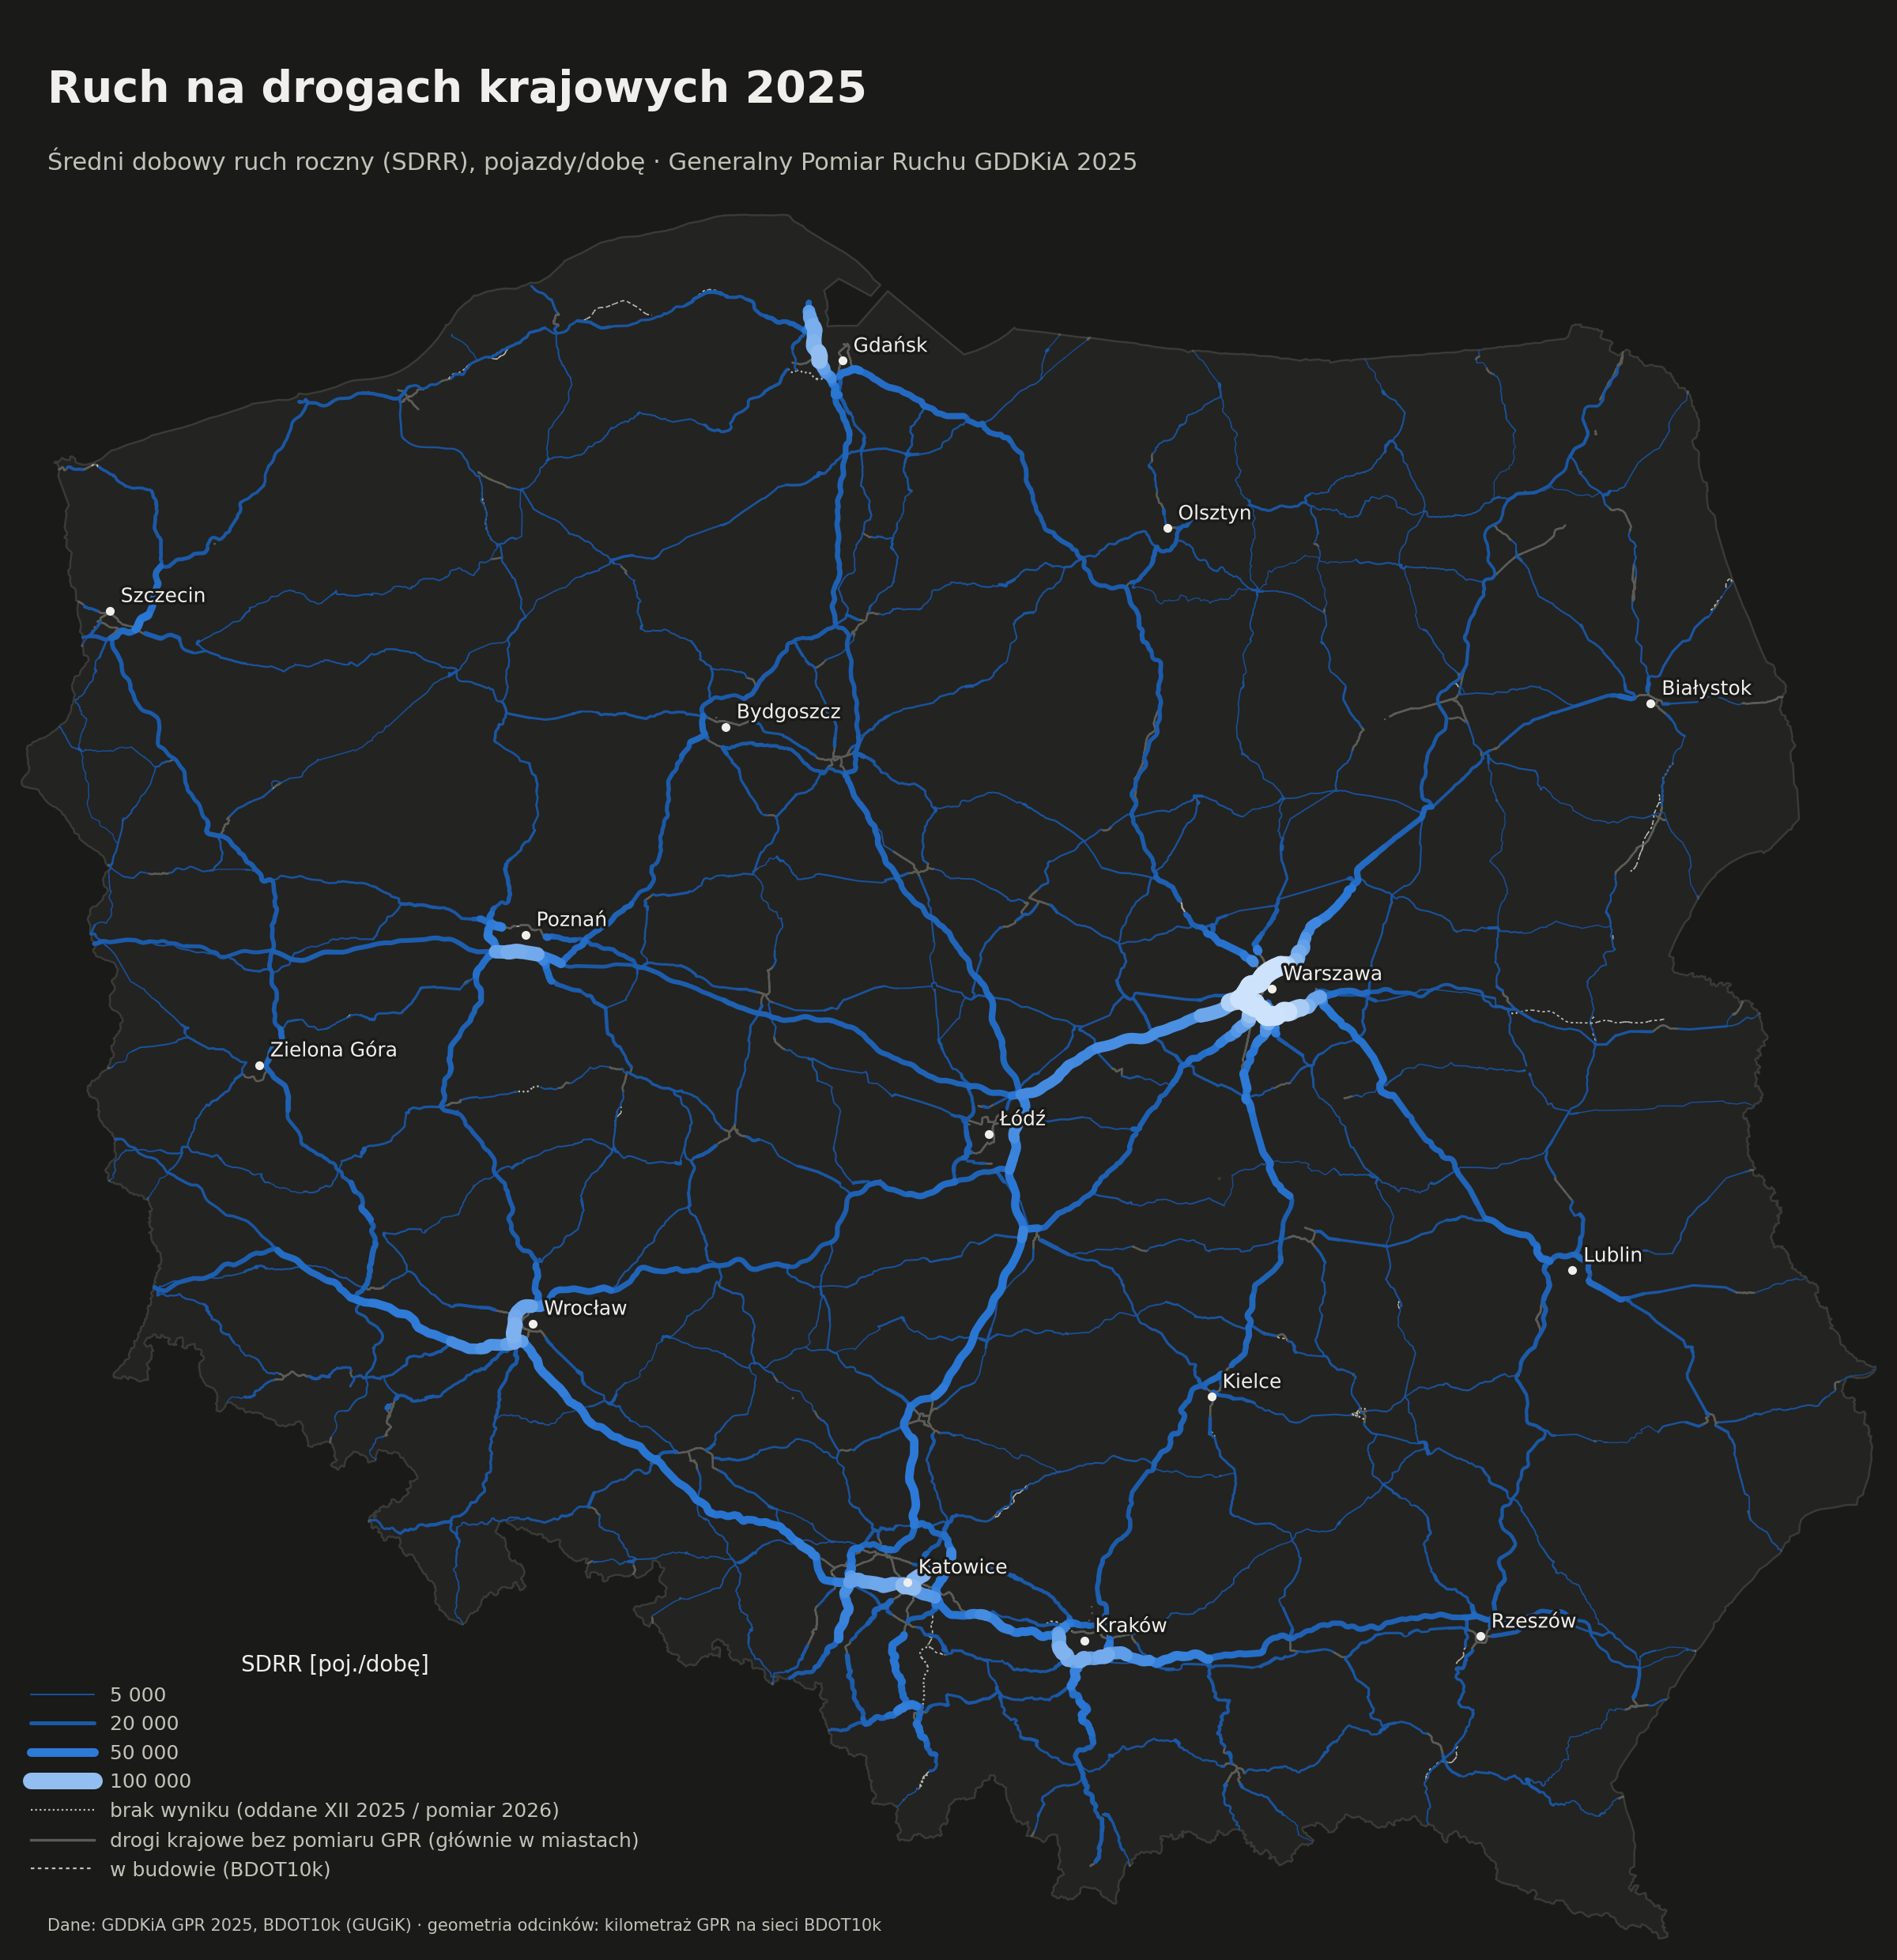 Ruch na drogach krajowych 2025
Średni dobowy ruch roczny (SDRR), pojazdy/dobę · Generalny Pomiar Ruchu GDDKiA 2025
Gdańsk
Olsztyn
Szczecin
Białystok
Bydgoszcz
Poznań
Warszawa
Zielona Góra
Łódź
Lublin
Wrocław
Kielce
Katowice
Rzeszów
Kraków
SDRR [poj./dobę]
5 000
20 000
50 000
100 000
brak wyniku (oddane XII 2025 / pomiar 2026)
drogi krajowe bez pomiaru GPR (głównie w miastach)
w budowie (BDOT10k)
Dane: GDDKiA GPR 2025, BDOT10k (GUGiK) · geometria odcinków: kilometraż GPR na sieci BDOT10k